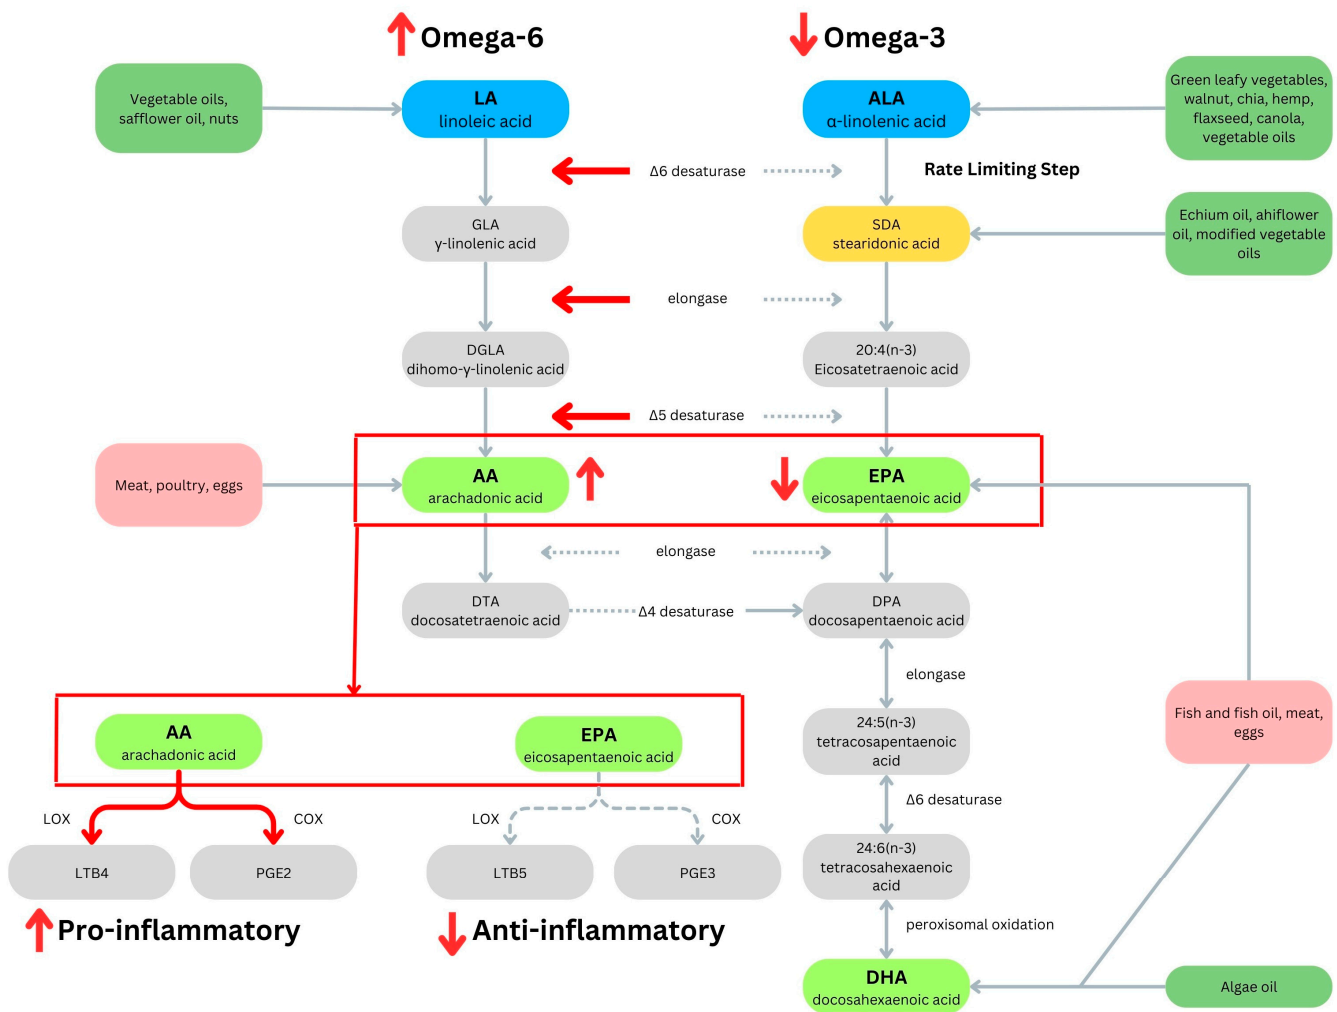 Omega-6
Omega-3
Vegetable oils,
safflower oil, nuts
LA
linoleic acid
ALA
α-linolenic acid
Green leafy vegetables,
walnut, chia, hemp,
flaxseed, canola,
vegetable oils
Δ6 desaturase
Rate Limiting Step
GLA
γ-linolenic acid
SDA
stearidonic acid
Echium oil, ahiflower
oil, modified vegetable
oils
elongase
DGLA
dihomo-γ-linolenic acid
20:4(n-3)
Eicosatetraenoic acid
Δ5 desaturase
Meat, poultry, eggs
AA
arachadonic acid
EPA
eicosapentaenoic acid
elongase
DTA
docosatetraenoic acid
Δ4 desaturase
DPA
docosapentaenoic acid
elongase
Fish and fish oil, meat,
eggs
AA
arachadonic acid
EPA
eicosapentaenoic acid
24:5(n-3)
tetracosapentaenoic
acid
LOX
COX
LOX
COX
Δ6 desaturase
LTB4
PGE2
LTB5
PGE3
24:6(n-3)
tetracosahexaenoic
acid
Pro-inflammatory
Anti-inflammatory
peroxisomal oxidation
DHA
docosahexaenoic acid
Algae oil